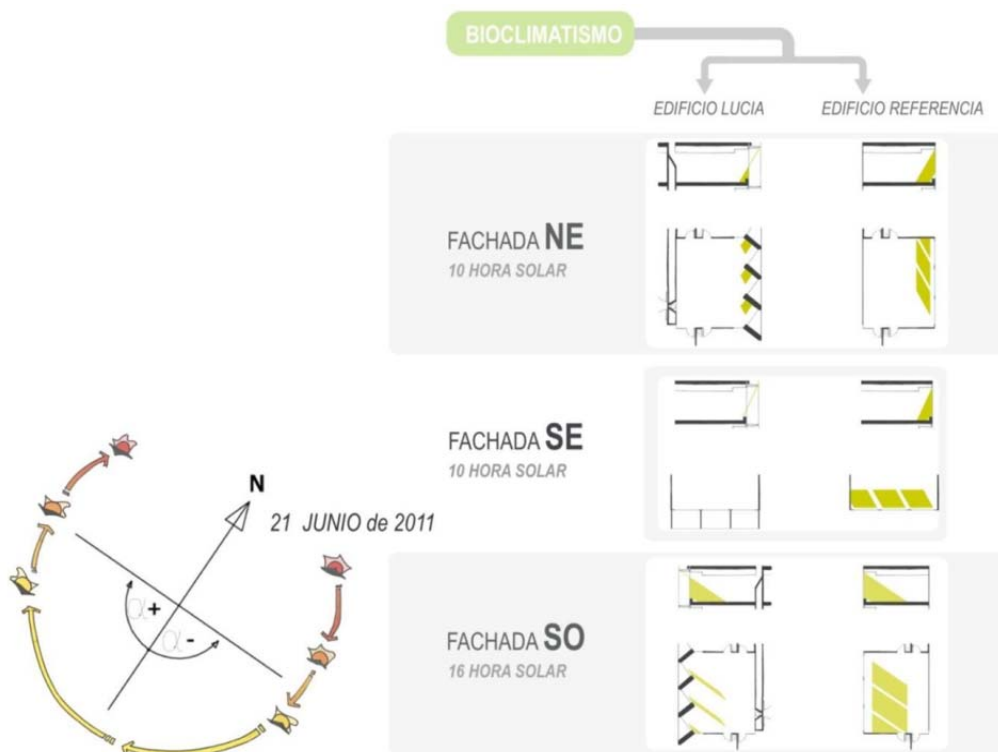 BIOCLIMATISMO
EDIFICIO LUCIA
EDIFICIO REFERENCIA
FACHADA NE
10 HORA SOLAR
FACHADA SE
10 HORA SOLAR
N
21 JUNIO de 2011
α+
α-
FACHADA SO
16 HORA SOLAR